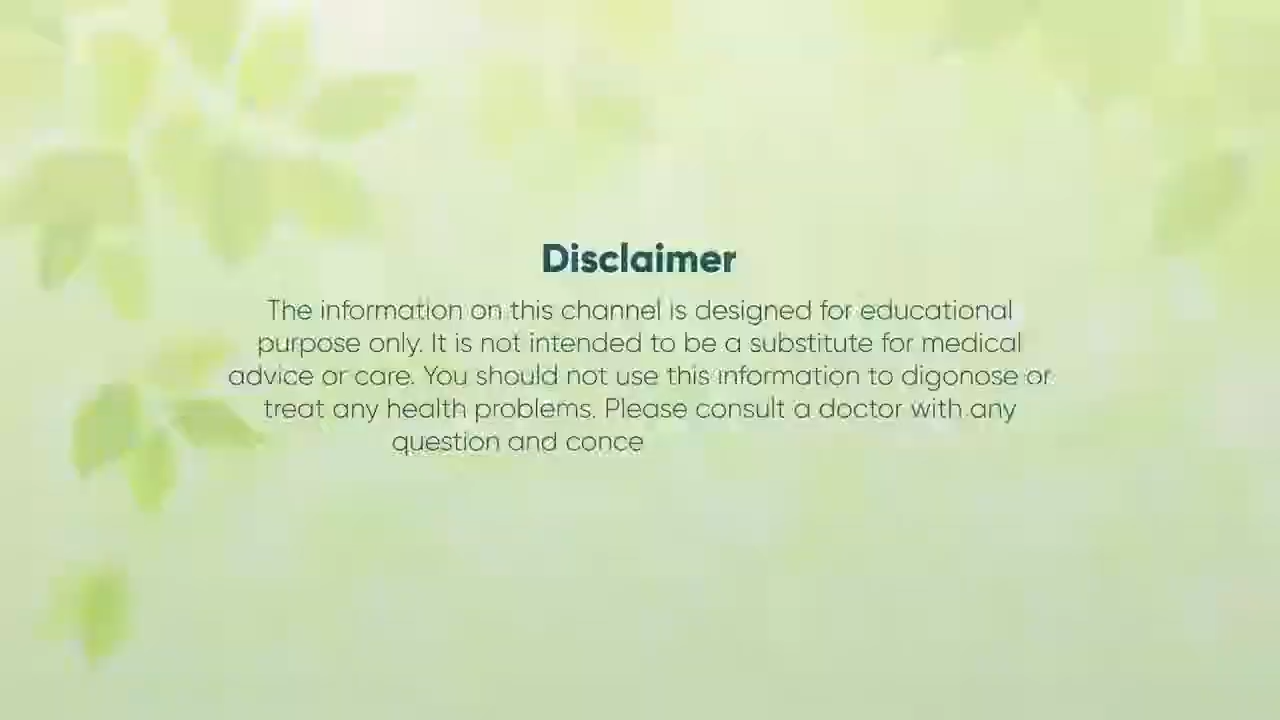 Disclaimer
The information on this channel is designed for educational
purpose only. It is not intended to be a substitute for medical
advice or care. You should not use this information to digonose or
treat any health problems. Please consult a doctor with any
question and conce